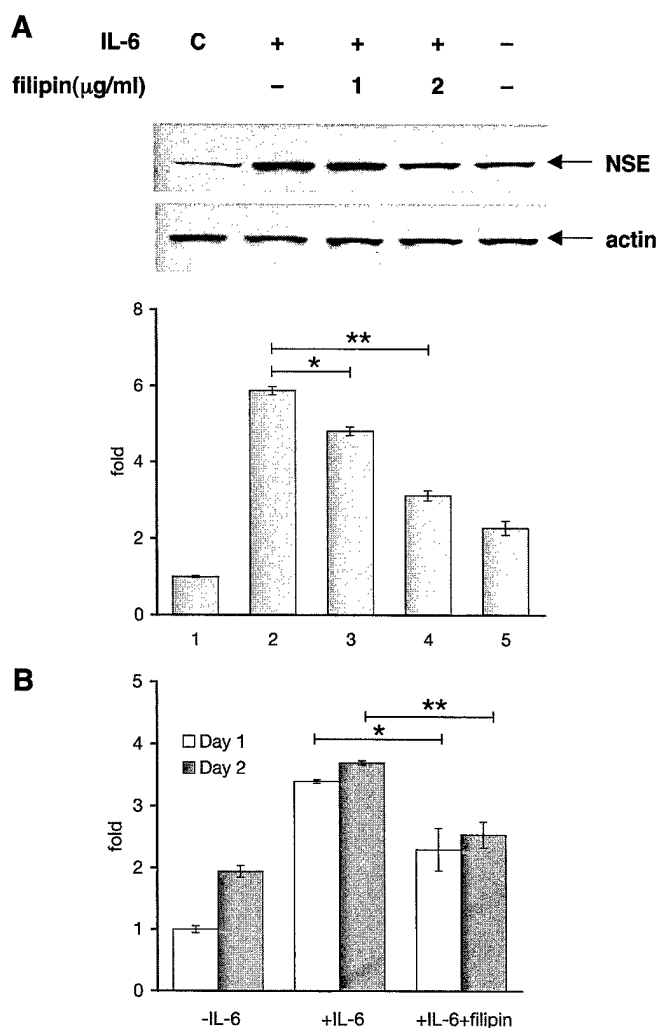 A
IL-6 C + + + –
filipin(μg/ml) – 1 2 –
NSE
actin
8
6
4
2
0
fold
**
*
1 2 3 4 5
B
5
4
3
2
1
0
fold
Day 1
Day 2
**
*
-IL-6 +IL-6 +IL-6+filipin